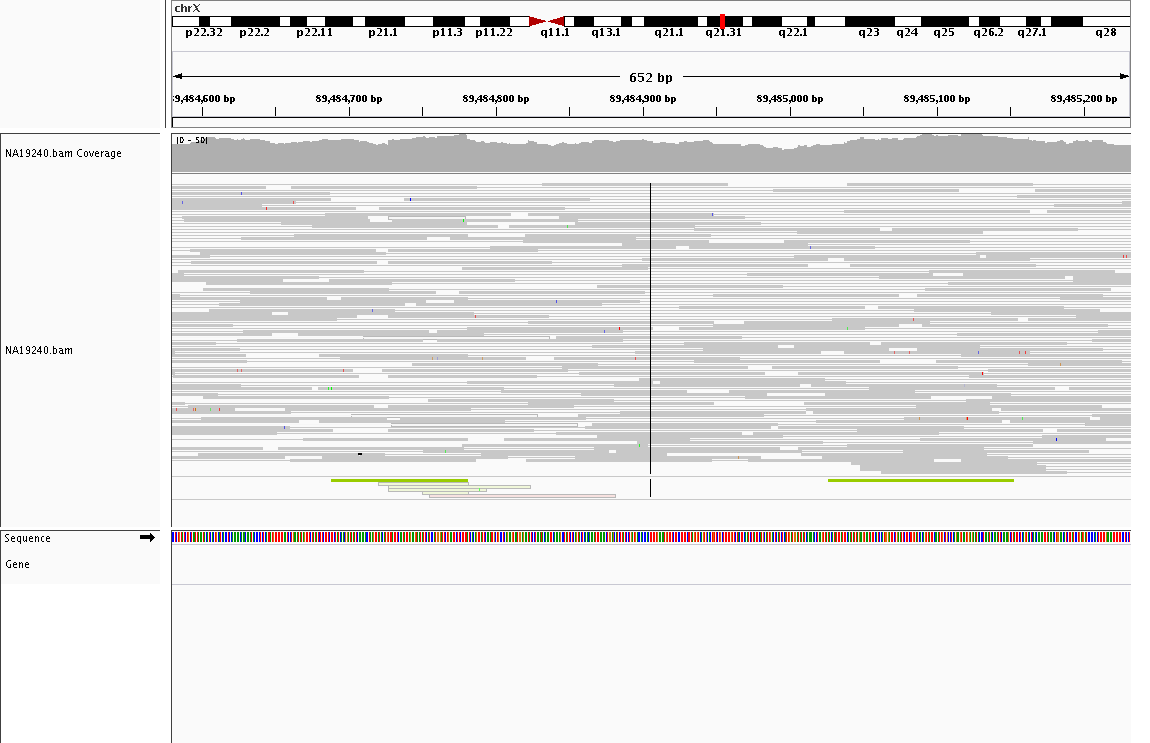 chrX
p22.32 p22.2 p22.11 p21.1 p11.3 p11.22 q11.1 q13.1 q21.1 q21.31 q22.1 q23 q24 q25 q26.2 q27.1 q28
652 bp
89,484,600 bp 89,484,700 bp 89,484,800 bp 89,484,900 bp 89,485,000 bp 89,485,100 bp 89,485,200 bp
[0 - 50]
NA19240.bam Coverage
NA19240.bam
Sequence
Gene